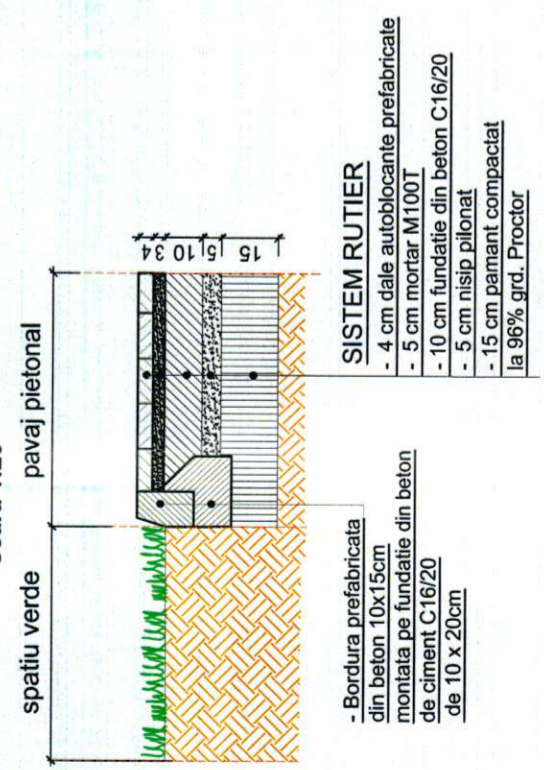 spatiu verde
pavaj pietonal
15
5
10
3 4
SISTEM RUTIER
- 4 cm dale autoblocante prefabricate
- 5 cm mortar M100T
- 10 cm fundatie din beton C16/20
- 5 cm nisip pilonat
- 15 cm pamant compactat
la 96% grd. Proctor
- Bordura prefabricata
din beton 10x15cm
montata pe fundatie din beton
de ciment C16/20
de 10 x 20cm